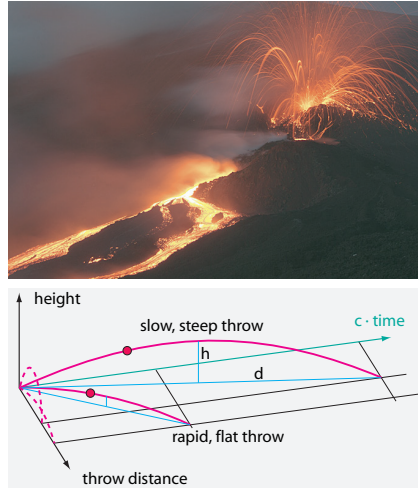 height
slow, steep throw
c · time
h
d
rapid, flat throw
throw distance